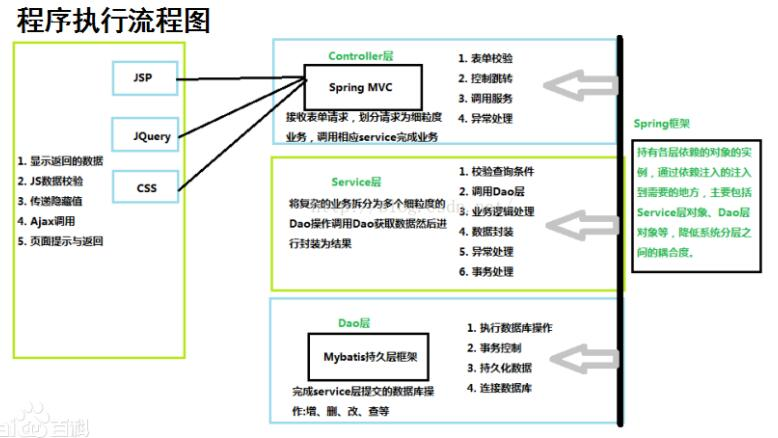 程序执行流程图
JSP
JQuery
CSS
1. 显示返回的数据
2. JS数据校验
3. 传递隐藏值
4. Ajax调用
5. 页面提示与返回
Controller层
Spring MVC
接收表单请求，划分请求为细粒度
业务，调用相应service完成业务
1. 表单校验
2. 控制跳转
3. 调用服务
4. 异常处理
Service层
将复杂的业务拆分为多个细粒度的
Dao操作调用Dao获取数据然后进
行封装为结果
1. 校验查询条件
2. 调用Dao层
3. 业务逻辑处理
4. 数据封装
5. 异常处理
6. 事务处理
Dao层
Mybatis持久层框架
完成service层提交的数据库操
作:增、删、改、查等
1. 执行数据库操作
2. 事务控制
3. 持久化数据
4. 连接数据库
Spring框架
持有各层依赖的对象的实
例，通过依赖注入的注入
到需要的地方，主要包括
Service层对象、Dao层
对象等，降低系统分层之
间的耦合度。
百科